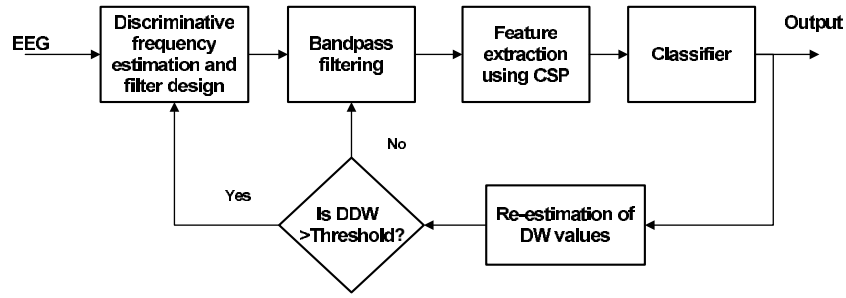 EEG
Discriminative
frequency
estimation and
filter design
Bandpass
filtering
Feature
extraction
using CSP
Classifier
Output
No
Yes
Is DDW
>Threshold?
Re-estimation of
DW values